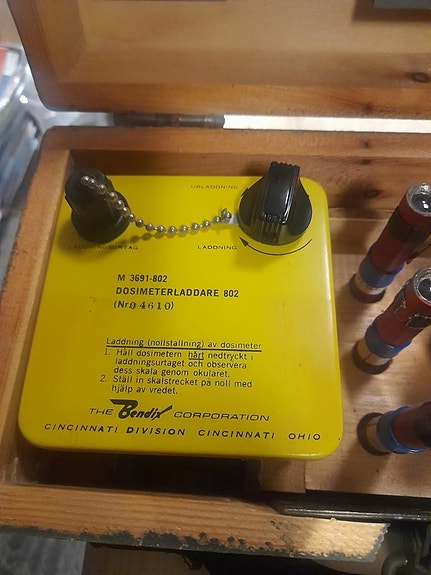 URLADDNING
LADDNINGSUTTAG
LADDNING
M 3691-802
DOSIMETERLADDARE 802
(Nr04610)
Laddning (nollställning) av dosimeter
1. Håll dosimetern hårt nedtryckt i
laddningsuttaget och observera
dess skala genom okularet.
2. Ställ in skalstrecket på noll med
hjälp av vredet.
THE Bendix CORPORATION
CINCINNATI DIVISION CINCINNATI OHIO